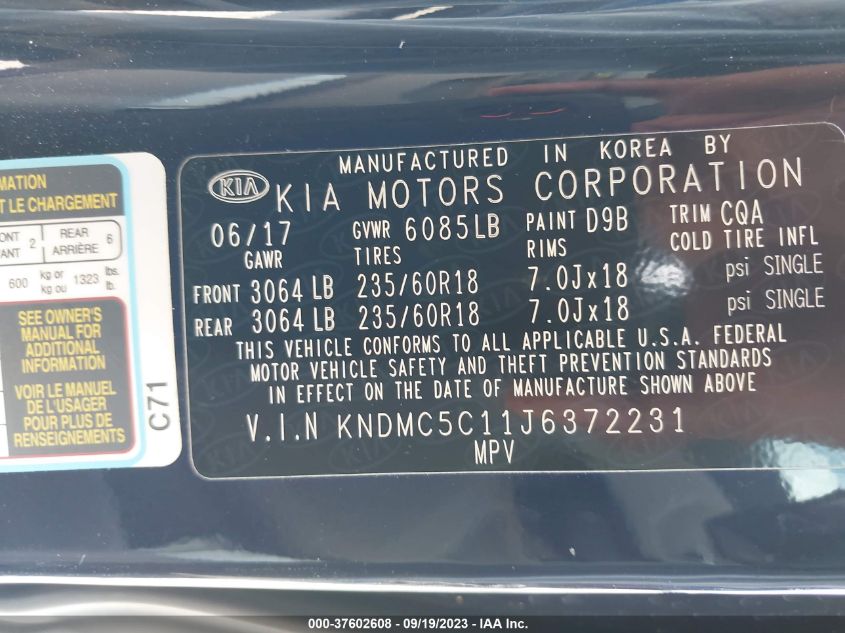 MANUFACTURED IN KOREA BY
KIA KIA MOTORS CORPORATION
06/17 GVWR 6085LB PAINT D9B TRIM CQA
GAWR TIRES RIMS COLD TIRE INFL
FRONT 3064 LB 235/60R18 7.0Jx18 psi SINGLE
REAR 3064 LB 235/60R18 7.0Jx18 psi SINGLE
THIS VEHICLE CONFORMS TO ALL APPLICABLE U.S.A. FEDERAL
MOTOR VEHICLE SAFETY AND THEFT PREVENTION STANDARDS
IN EFFECT ON THE DATE OF MANUFACTURE SHOWN ABOVE
V.I.N KNDMC5C11J6372231
MPV
LE CHARGEMENT
2 REAR 6
ARRIÈRE
600 kg or 1323 lbs.
kg ou lb.
SEE OWNER'S
MANUAL FOR
ADDITIONAL
INFORMATION
VOIR LE MANUEL
DE L'USAGER
POUR PLUS DE
RENSEIGNEMENTS
C71
000-37602608 - 09/19/2023 - IAAI.COM